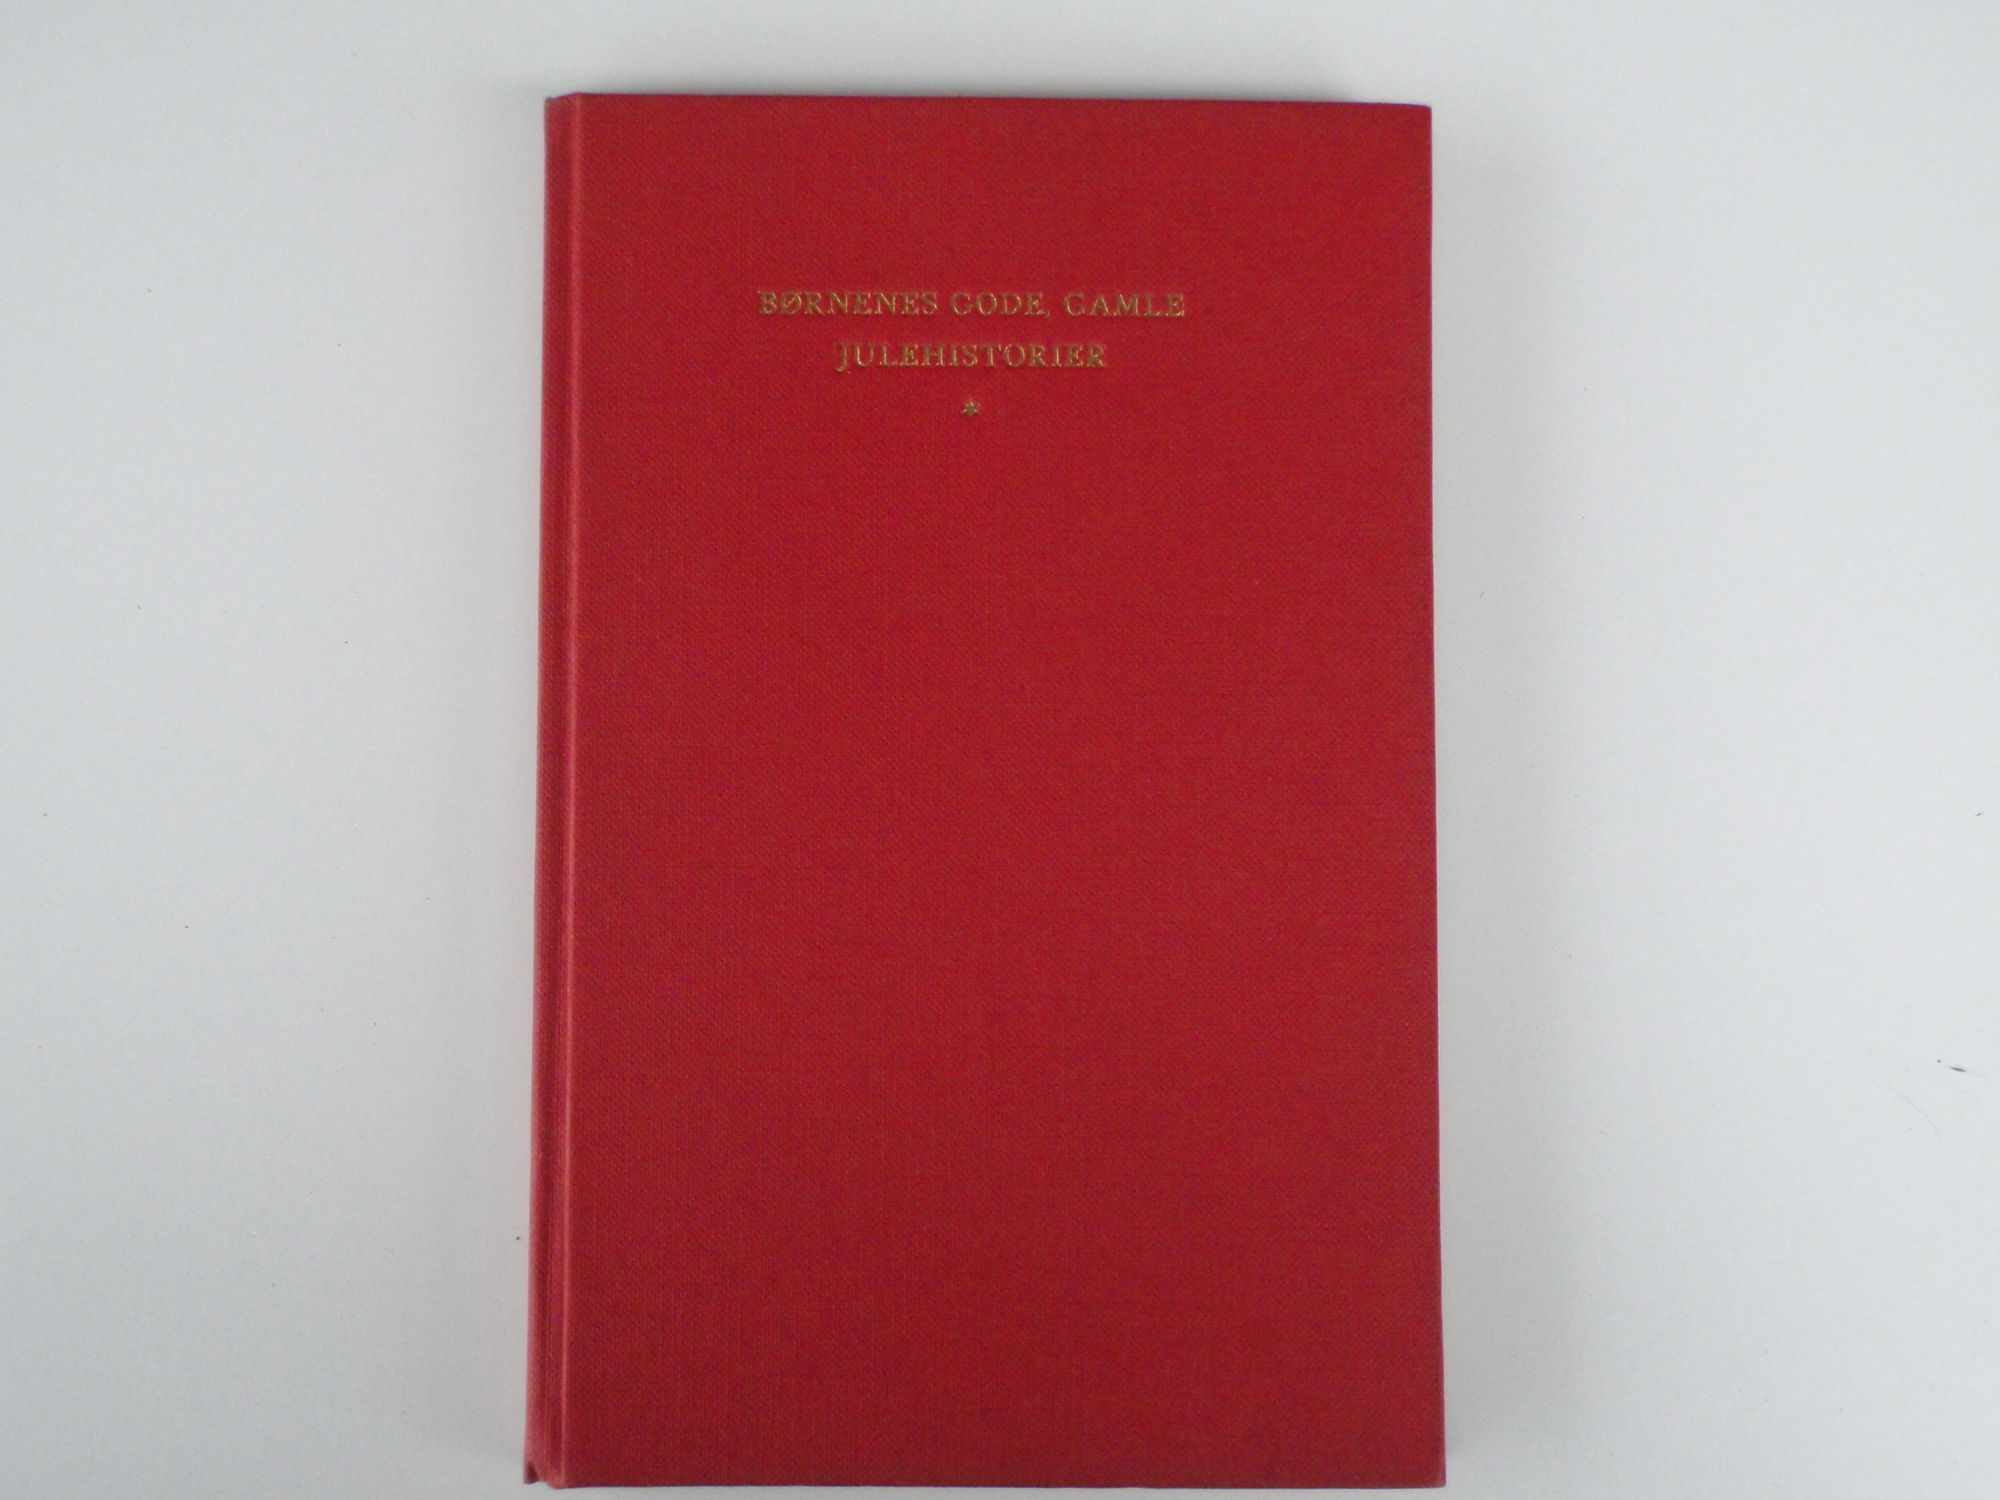 BØRNENES GODE, GAMLE
JULEHISTORIER
*